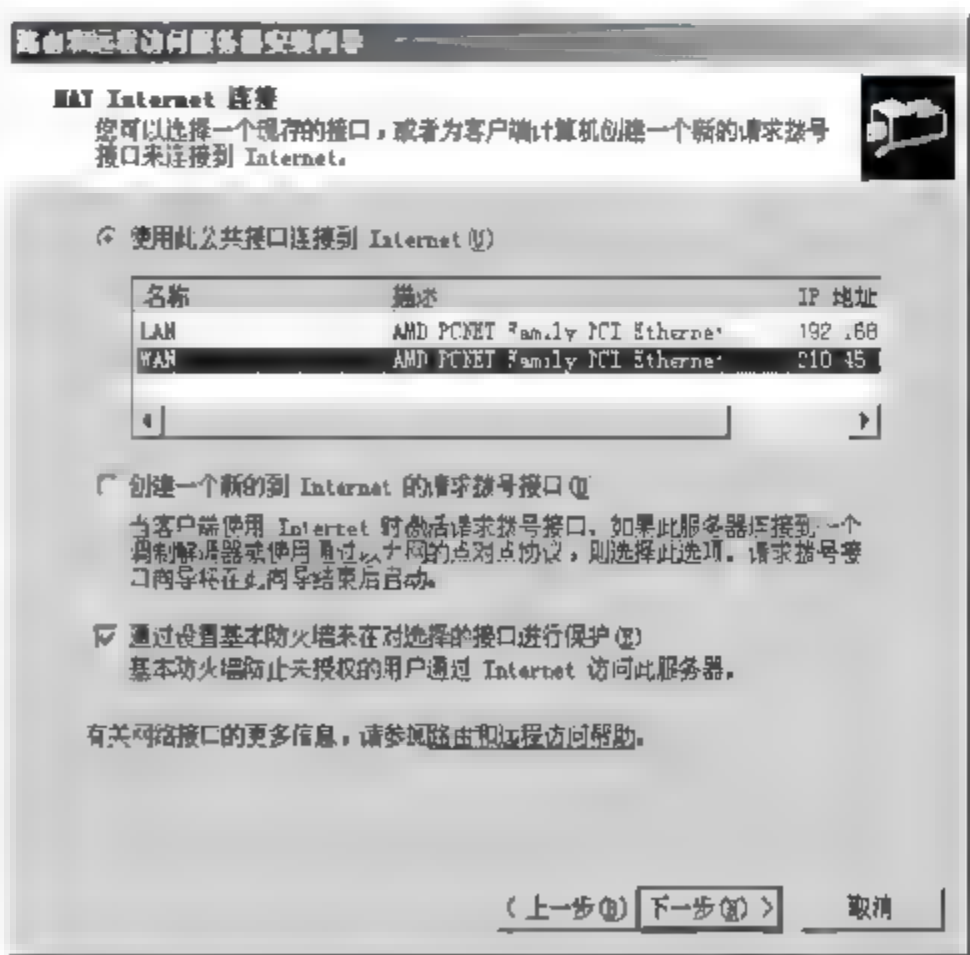 路由和远程访问服务器安装向导
NAT Internet 连接
您可以选择一个现存的接口，或者为客户端计算机创建一个新的请求拨号
接口来连接到 Internet。
使用此公共接口连接到 Internet(U)
名称 描述 IP 地址
LAN AMD PCNET Family PCI Ethernet 192.168
WAN AMD PCNET Family PCI Ethernet 210.45.
创建一个新的到 Internet 的请求拨号接口(I)
当客户端使用 Internet 时激活请求拨号接口。如果此服务器连接到一个
调制解调器或使用通过以太网的点对点协议，则选择此选项。请求拨号接
口向导将在此向导结束后启动。
通过设置基本防火墙来在对选择的接口进行保护(E)
基本防火墙防止未授权的用户通过 Internet 访问此服务器。
有关网络接口的更多信息，请参阅路由和远程访问帮助。
< 上一步(B) 下一步(N) > 取消